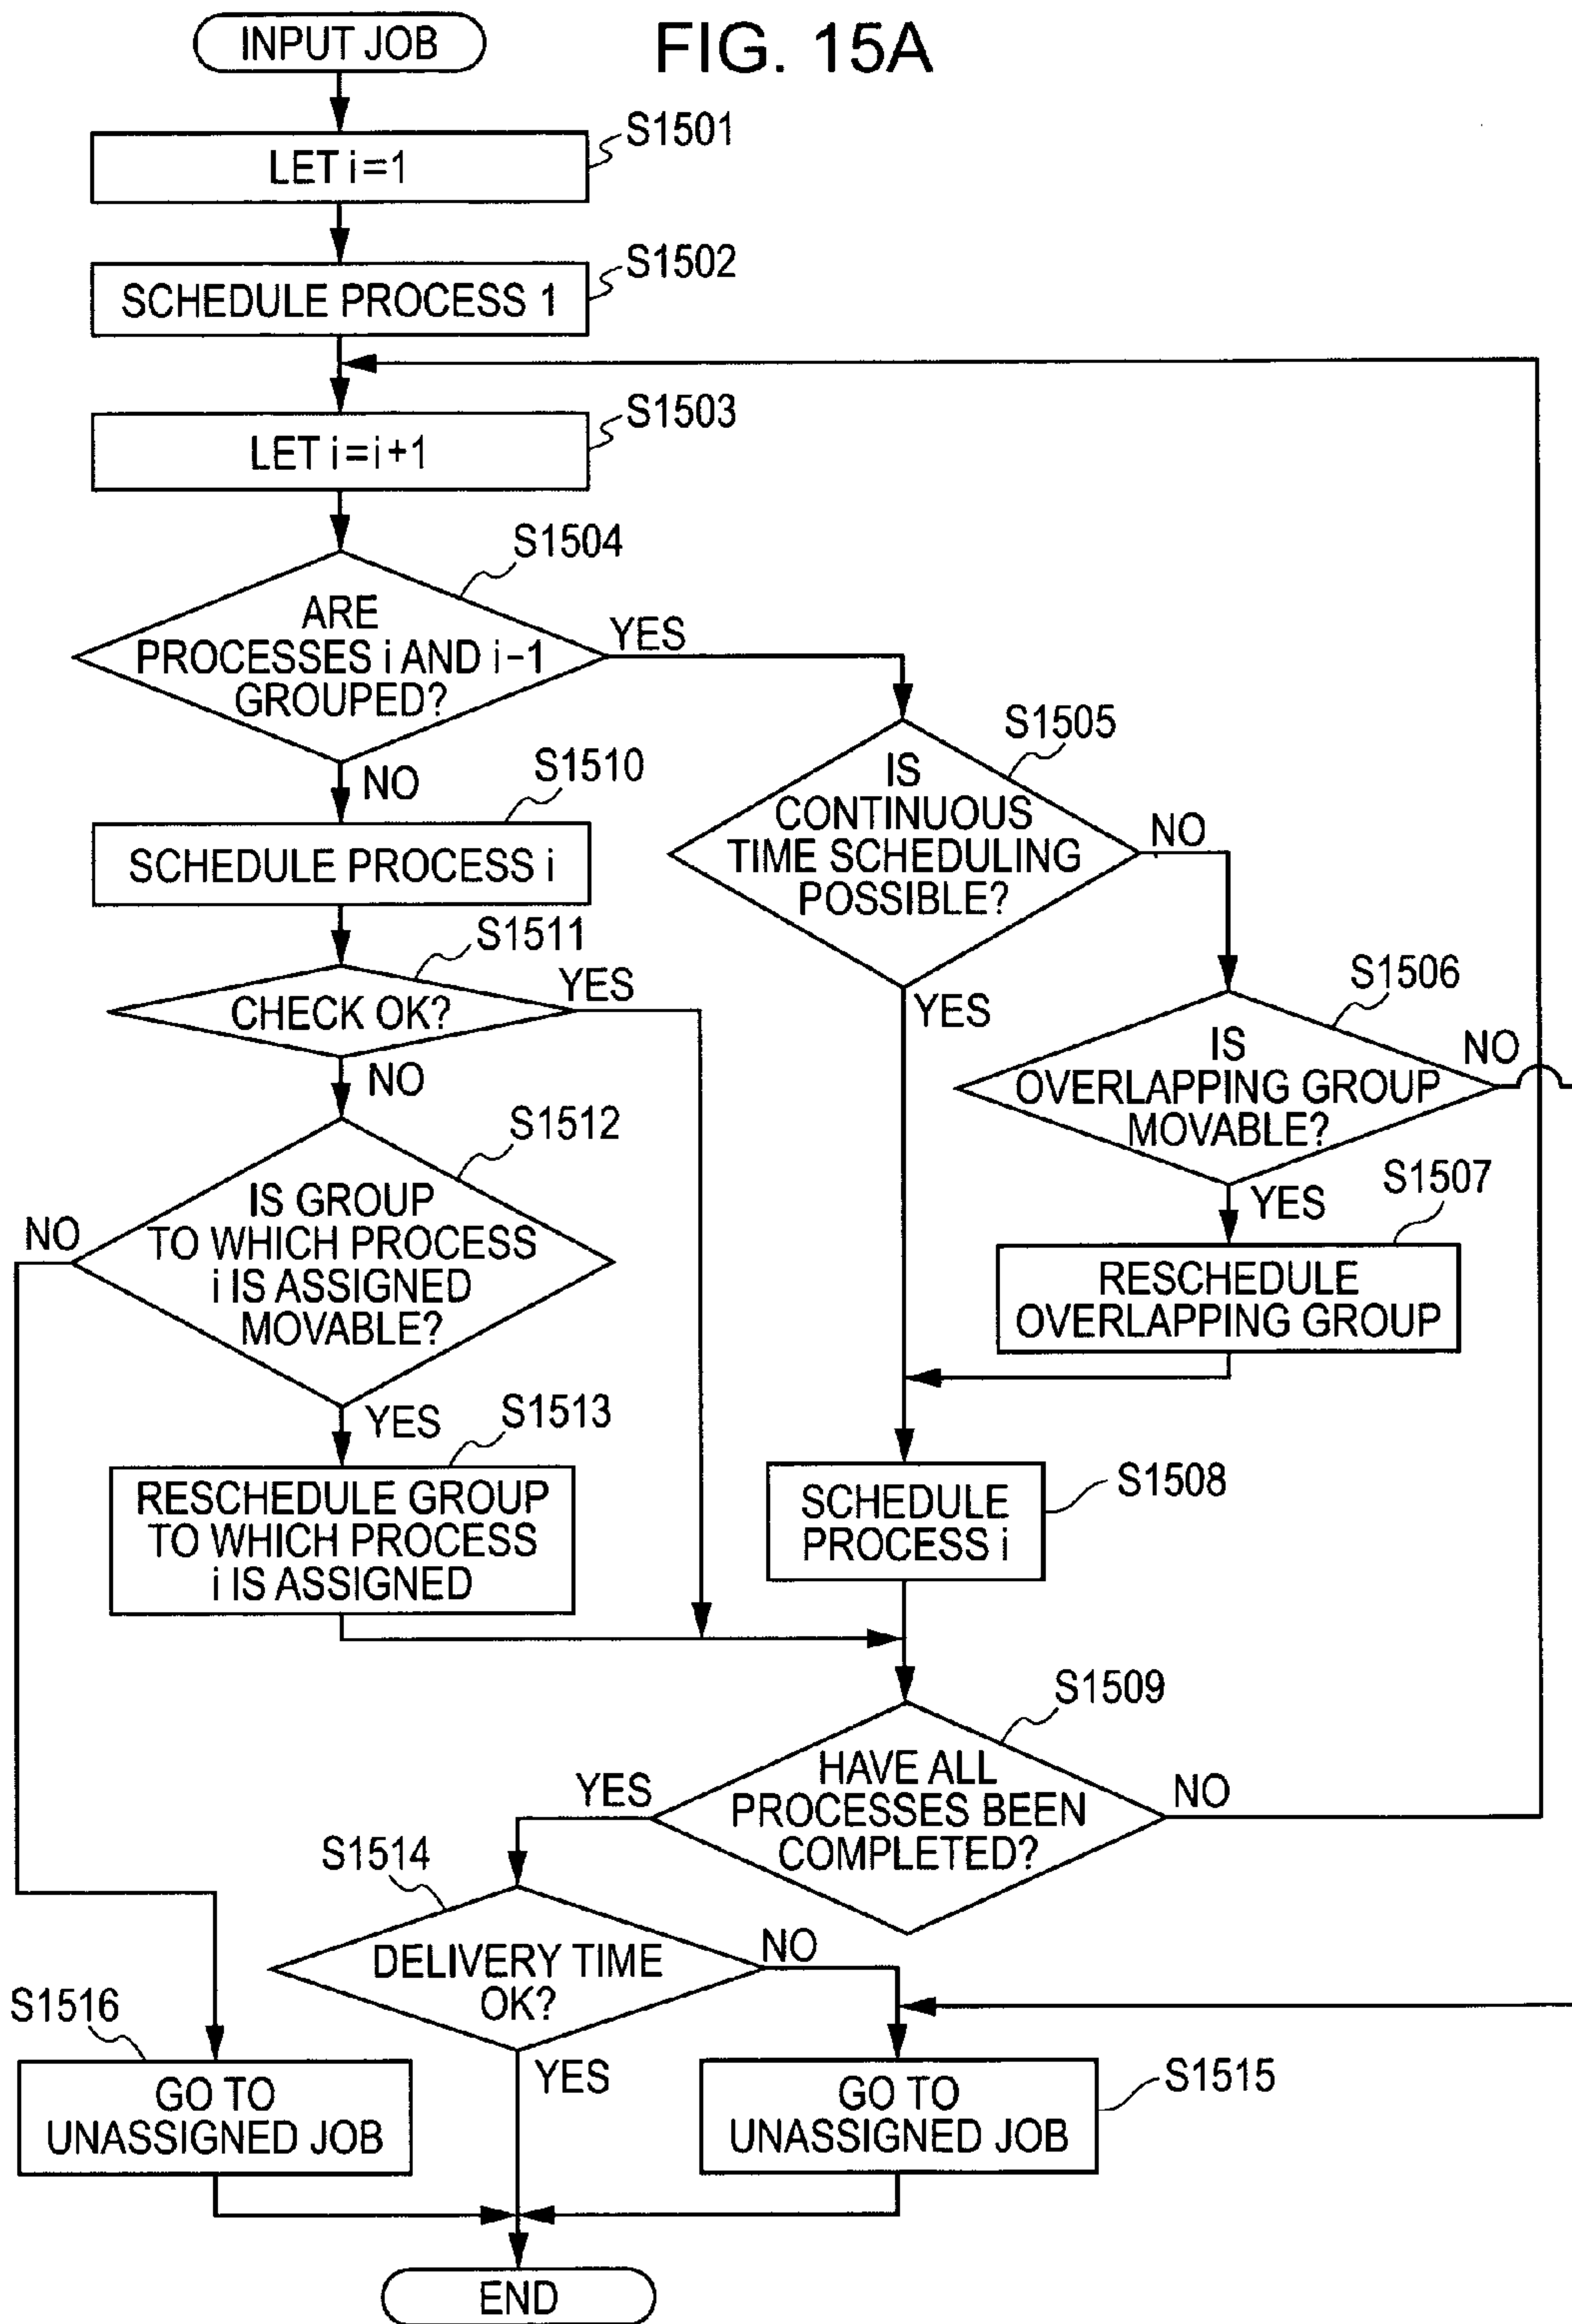 INPUT JOB
FIG. 15A
S1501
LET i=1
S1502
SCHEDULE PROCESS 1
S1503
LET i=i+1
S1504
ARE
PROCESSES i AND i-1
GROUPED?
YES
NO
S1505
IS
CONTINUOUS
TIME SCHEDULING
POSSIBLE?
NO
YES
S1510
SCHEDULE PROCESS i
S1511
CHECK OK?
YES
NO
S1506
IS
OVERLAPPING GROUP
MOVABLE?
NO
YES
S1507
RESCHEDULE
OVERLAPPING GROUP
S1512
IS GROUP
TO WHICH PROCESS
i IS ASSIGNED
MOVABLE?
NO
YES
S1513
RESCHEDULE GROUP
TO WHICH PROCESS
i IS ASSIGNED
S1508
SCHEDULE
PROCESS i
S1509
HAVE ALL
PROCESSES BEEN
COMPLETED?
YES
NO
S1514
DELIVERY TIME
OK?
NO
YES
S1516
GO TO
UNASSIGNED JOB
S1515
GO TO
UNASSIGNED JOB
END